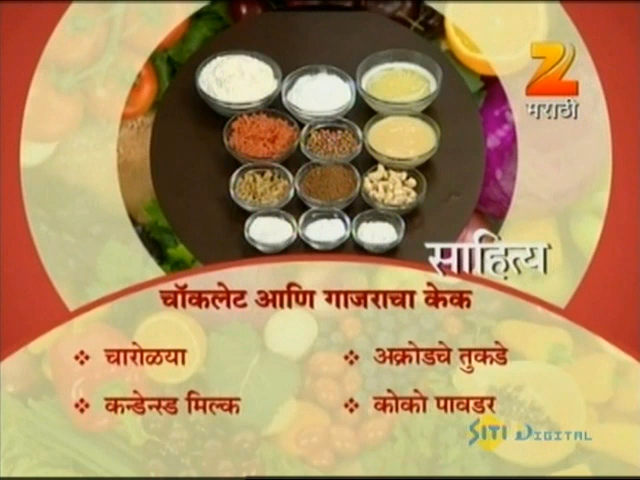 मराठी
साहित्य
चॉकलेट आणि गाजराचा केक
❖ चारोळया
❖ अक्रोडचे तुकडे
❖ कन्डेन्स्ड मिल्क
❖ कोको पावडर
SITI DIGITAL